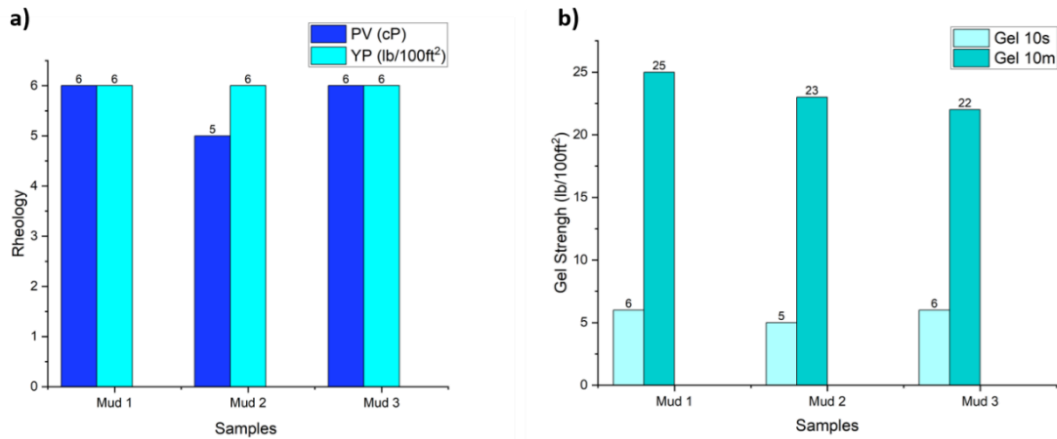 a)
PV (cP)
YP (lb/100ft²)
6 6 5 6 6 6
6
5
4
3
2
1
0
Rheology
Mud 1 Mud 2 Mud 3
Samples
b)
Gel 10s
Gel 10m
6 25 5 23 6 22
25
20
15
10
5
0
Gel Strengh (lb/100ft²)
Mud 1 Mud 2 Mud 3
Samples